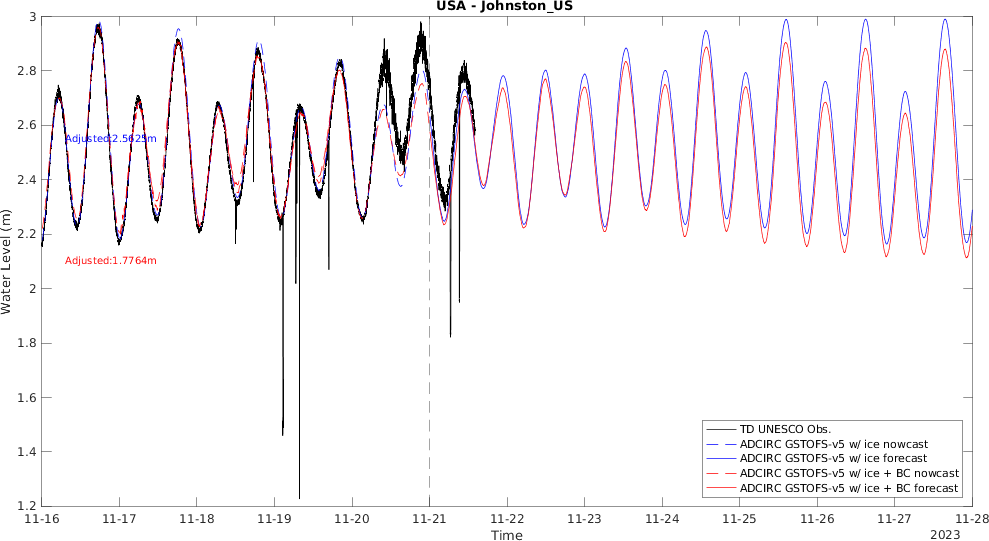 USA - Johnston_US
3
2.8
2.6
2.4
2.2
2
1.8
1.6
1.4
1.2
Water Level (m)
Adjusted:2.5625m
Adjusted:1.7764m
TD UNESCO Obs.
ADCIRC GSTOFS-v5 w/ ice nowcast
ADCIRC GSTOFS-v5 w/ ice forecast
ADCIRC GSTOFS-v5 w/ ice + BC nowcast
ADCIRC GSTOFS-v5 w/ ice + BC forecast
11-16 11-17 11-18 11-19 11-20 11-21 11-22 11-23 11-24 11-25 11-26 11-27 11-28
Time
2023